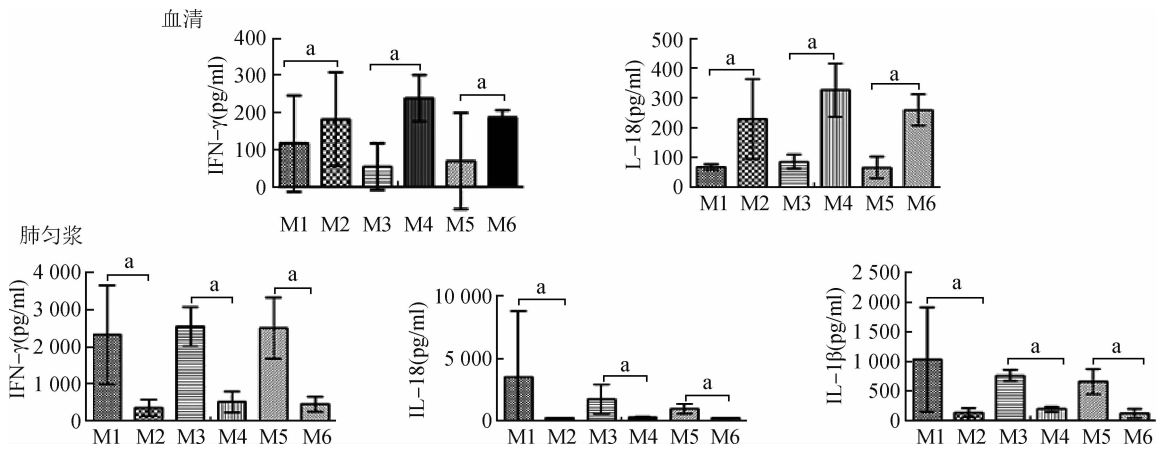 血清
IFN-γ(pg/ml)
400
300
200
100
0
a
a
a
M1 M2 M3 M4 M5 M6
L-18(pg/ml)
500
400
300
200
100
0
a
a
a
M1 M2 M3 M4 M5 M6
肺匀浆
IFN-γ(pg/ml)
4 000
3 000
2 000
1 000
0
a
a
a
M1 M2 M3 M4 M5 M6
IL-18(pg/ml)
10 000
5 000
0
a
a
a
M1 M2 M3 M4 M5 M6
IL-1β(pg/ml)
2 500
2 000
1 500
1 000
500
0
a
a
a
M1 M2 M3 M4 M5 M6